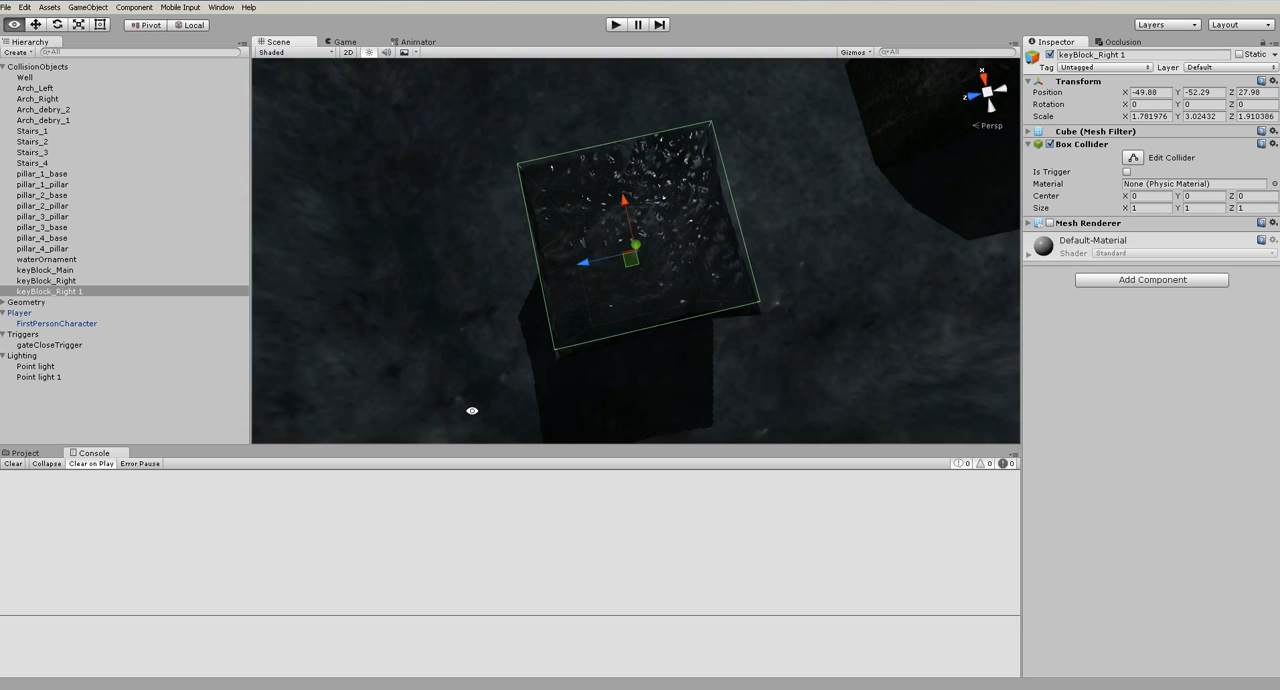 File Edit Assets GameObject Component Mobile Input Window Help
Pivot Local Layers Layout
Hierarchy Scene Game Animator Inspector Occlusion
Create All Shaded 2D Gizmos All
keyBlock_Right 1 Static
Tag Untagged Layer Default
CollisionObjects
Well
Arch_Left
Arch_Right
Arch_debry_2
Arch_debry_1
Stairs_1
Stairs_2
Stairs_3
Stairs_4
pillar_1_base
pillar_1_pillar
pillar_2_base
pillar_2_pillar
pillar_3_pillar
pillar_3_base
pillar_4_base
pillar_4_pillar
waterOrnament
keyBlock_Main
keyBlock_Right
keyBlock_Right 1
Geometry
Player
FirstPersonCharacter
Triggers
gateCloseTrigger
Lighting
Point light
Point light 1
x
z
Persp
Transform
Position X -49.88 Y -52.29 Z 27.98
Rotation X 0 Y 0 Z 0
Scale X 1.781976 Y 3.02432 Z 1.910386
Cube (Mesh Filter)
Box Collider
Edit Collider
Is Trigger
Material None (Physic Material)
Center X 0 Y 0 Z 0
Size X 1 Y 1 Z 1
Mesh Renderer
Default-Material
Shader Standard
Add Component
Project Console
Clear Collapse Clear on Play Error Pause 0 0 0